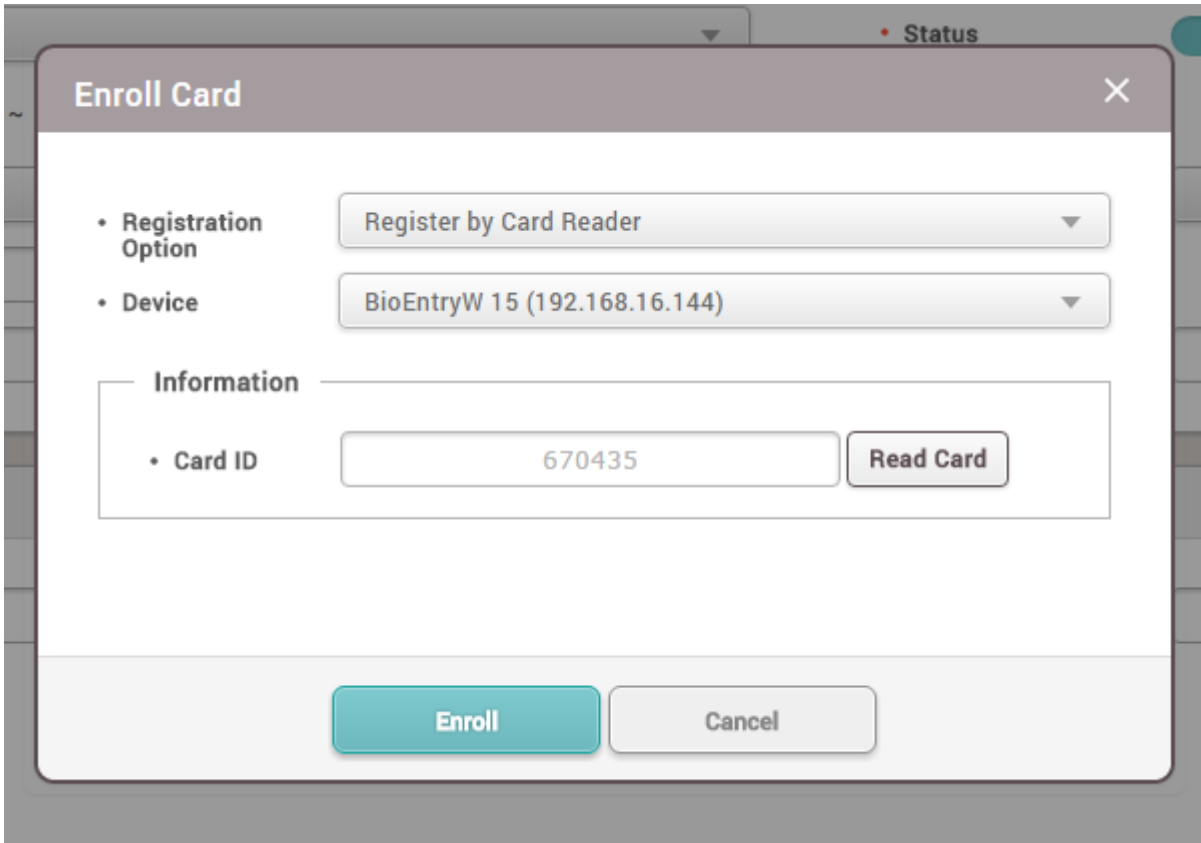 • Status
~
Enroll Card
• Registration
Option
Register by Card Reader
• Device
BioEntryW 15 (192.168.16.144)
Information
• Card ID
670435
Read Card
Enroll
Cancel